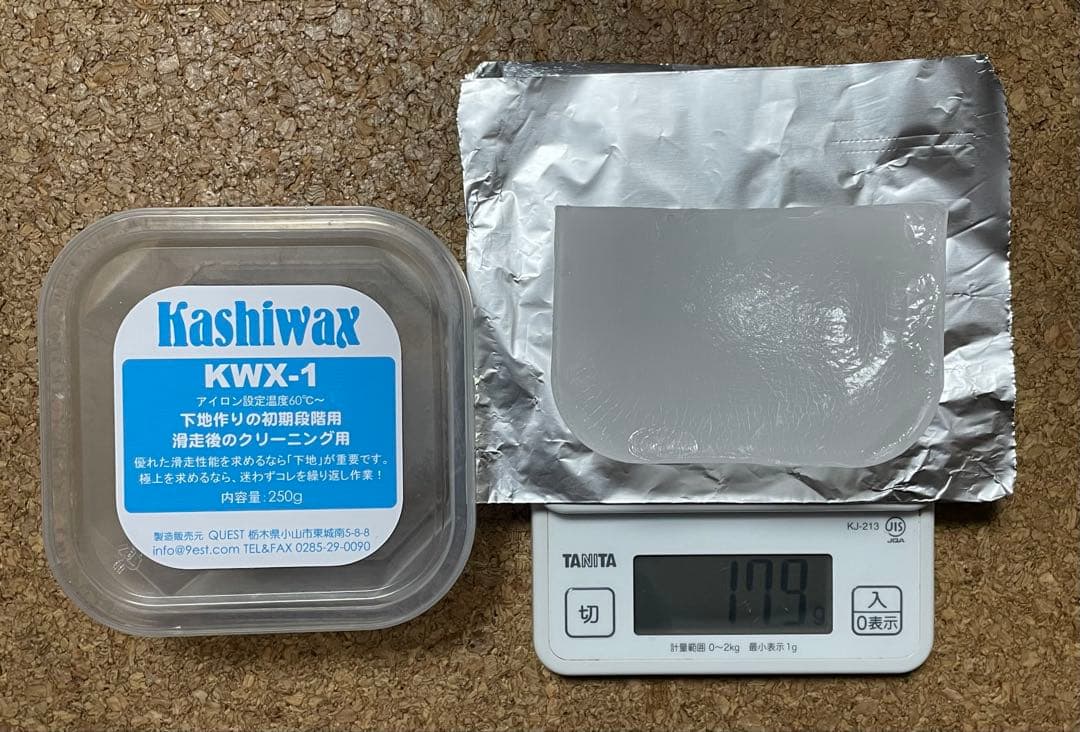 Kashiwax
KWX-1
アイロン設定温度60℃〜
下地作りの初期段階用
滑走後のクリーニング用
優れた滑走性能を求めるなら「下地」が重要です。
極上を求めるなら、迷わずコレを繰り返し作業！
内容量：250g
製造販売元 QUEST 栃木県小山市東城南5-8-8
info@9est.com TEL&FAX 0285-29-0090
KJ-213 JIS
JQA
TANITA
切
179g
入
0表示
計量範囲 0〜2kg 最小表示1g